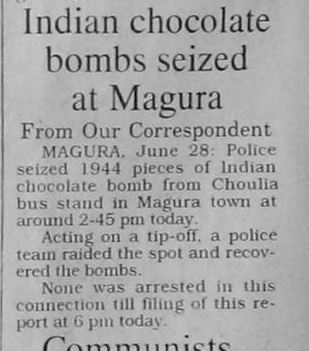 Indian chocolate
bombs seized
at Magura
From Our Correspondent
MAGURA, June 28: Police
seized 1944 pieces of Indian
chocolate bomb from Choulia
bus stand in Magura town at
around 2-45 pm today.
Acting on a tip-off, a police
team raided the spot and recov-
ered the bombs.
None was arrested in this
connection till filing of this re-
port at 6 pm today.
Communists